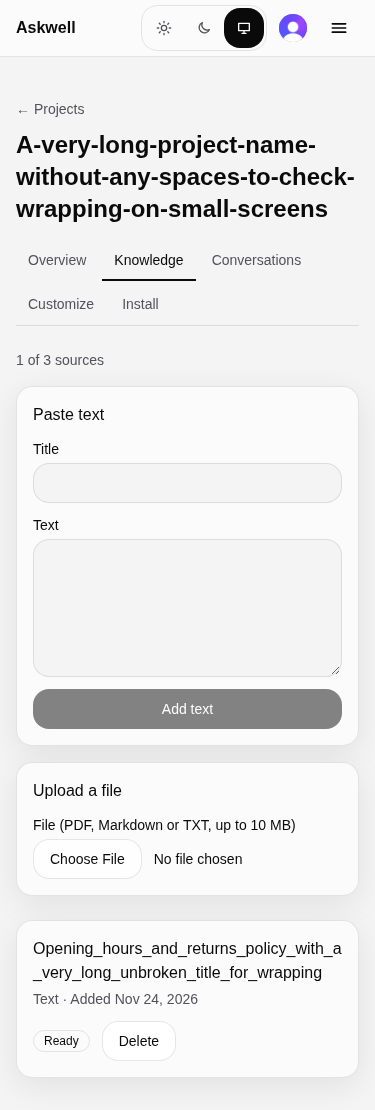 Askwell
← Projects
A-very-long-project-name-
without-any-spaces-to-check-
wrapping-on-small-screens
Overview Knowledge Conversations
Customize Install
1 of 3 sources
Paste text
Title
Text
Add text
Upload a file
File (PDF, Markdown or TXT, up to 10 MB)
Choose File No file chosen
Opening_hours_and_returns_policy_with_a
_very_long_unbroken_title_for_wrapping
Text · Added Nov 24, 2026
Ready Delete